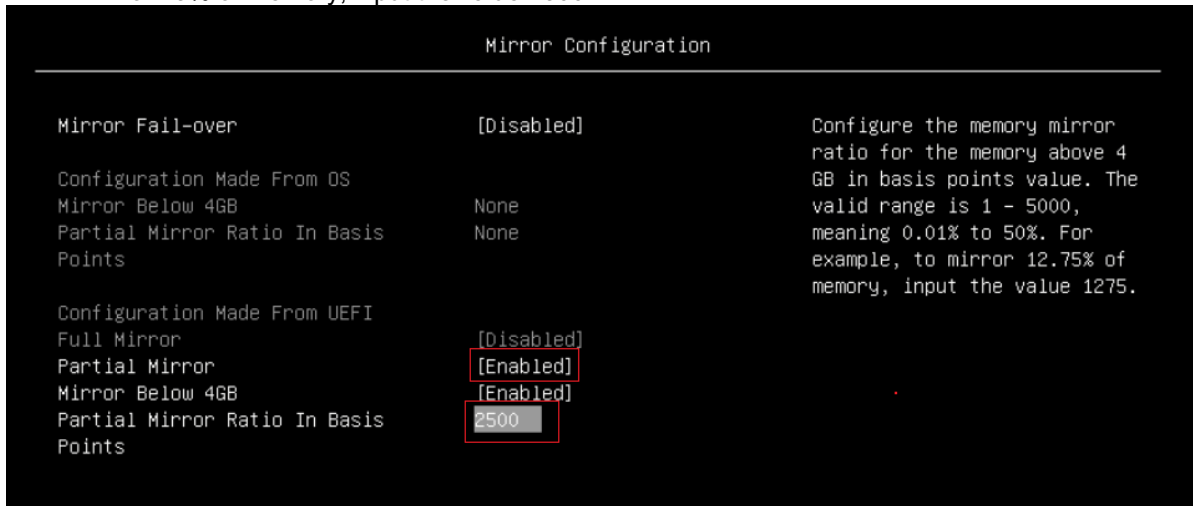 Mirror Configuration
Mirror Fail-over [Disabled]
Configuration Made From OS
Mirror Below 4GB None
Partial Mirror Ratio In Basis None
Points
Configuration Made From UEFI
Full Mirror [Disabled]
Partial Mirror [Enabled]
Mirror Below 4GB [Enabled]
Partial Mirror Ratio In Basis 2500
Points
Configure the memory mirror
ratio for the memory above 4
GB in basis points value. The
valid range is 1 - 5000,
meaning 0.01% to 50%. For
example, to mirror 12.75% of
memory, input the value 1275.